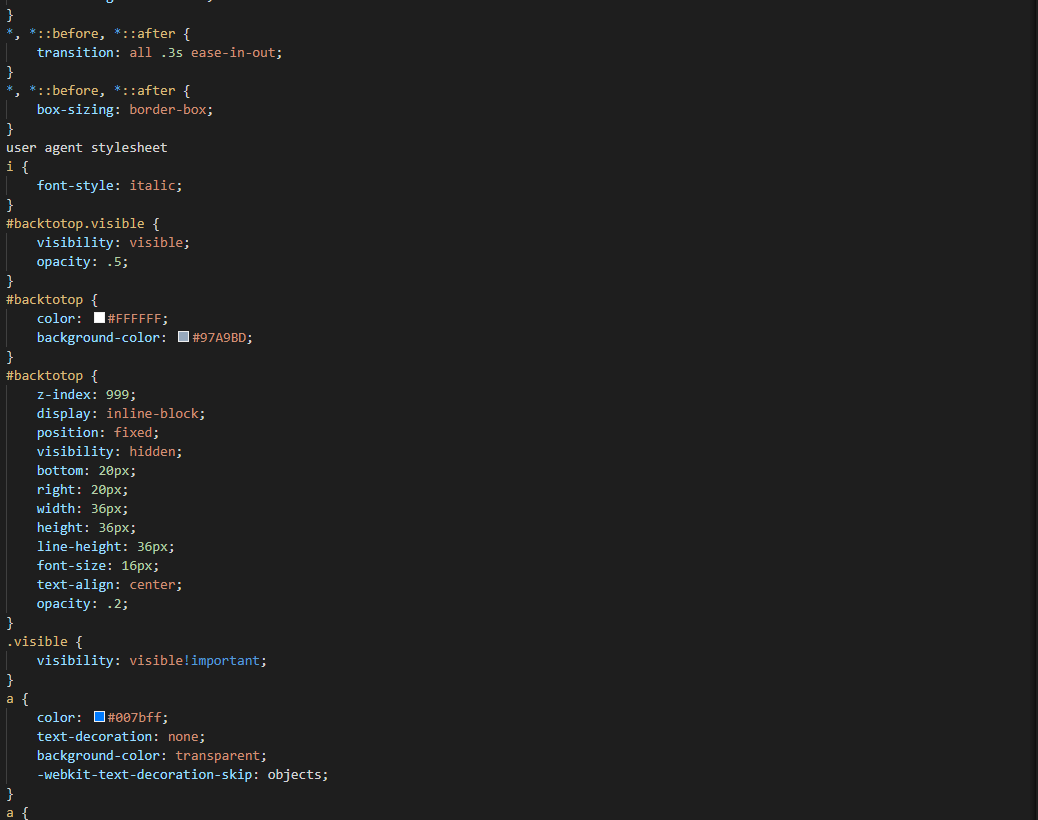 }
*, *::before, *::after {
    transition: all .3s ease-in-out;
}
*, *::before, *::after {
    box-sizing: border-box;
}
user agent stylesheet
i {
    font-style: italic;
}
#backtotop.visible {
    visibility: visible;
    opacity: .5;
}
#backtotop {
    color: #FFFFFF;
    background-color: #97A9BD;
}
#backtotop {
    z-index: 999;
    display: inline-block;
    position: fixed;
    visibility: hidden;
    bottom: 20px;
    right: 20px;
    width: 36px;
    height: 36px;
    line-height: 36px;
    font-size: 16px;
    text-align: center;
    opacity: .2;
}
.visible {
    visibility: visible!important;
}
a {
    color: #007bff;
    text-decoration: none;
    background-color: transparent;
    -webkit-text-decoration-skip: objects;
}
a {